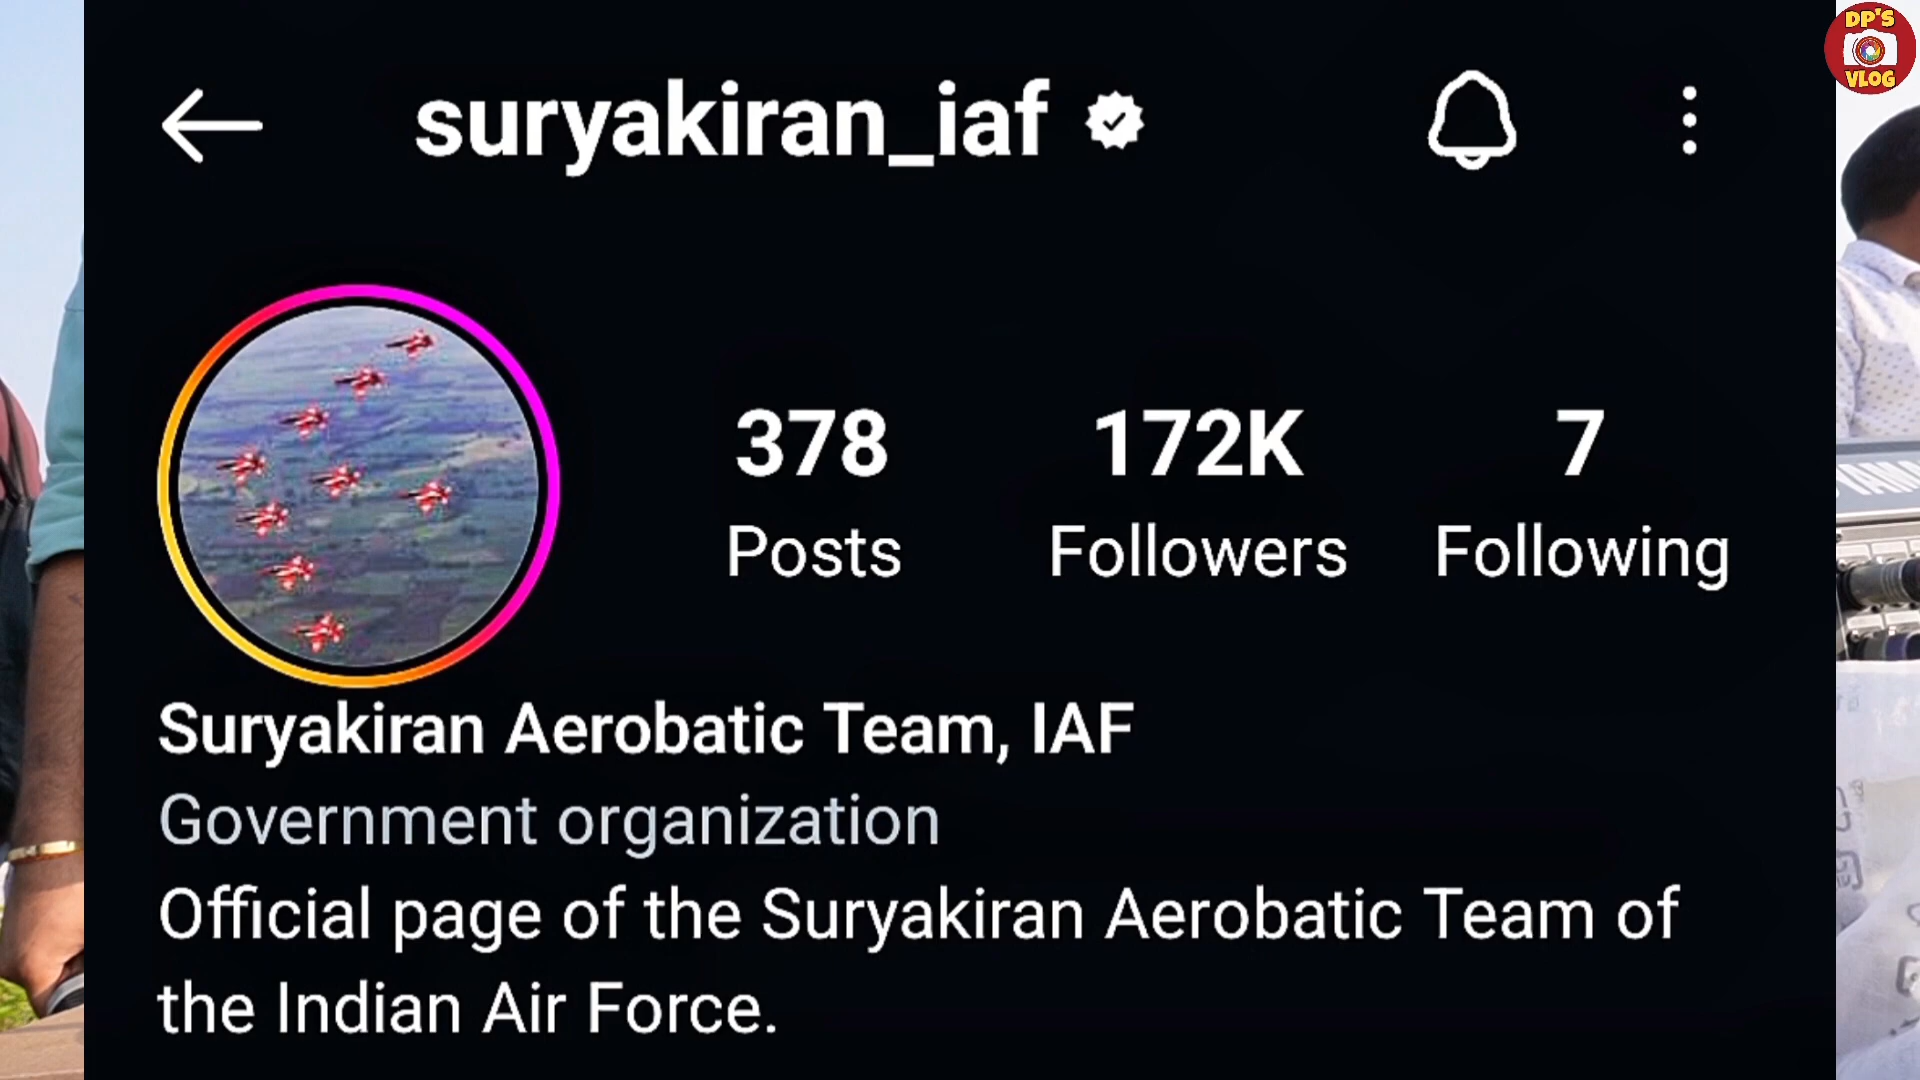 DP'S
VLOG
suryakiran_iaf
378
172K
7
Posts
Followers
Following
Suryakiran Aerobatic Team, IAF
Government organization
Official page of the Suryakiran Aerobatic Team of
the Indian Air Force.